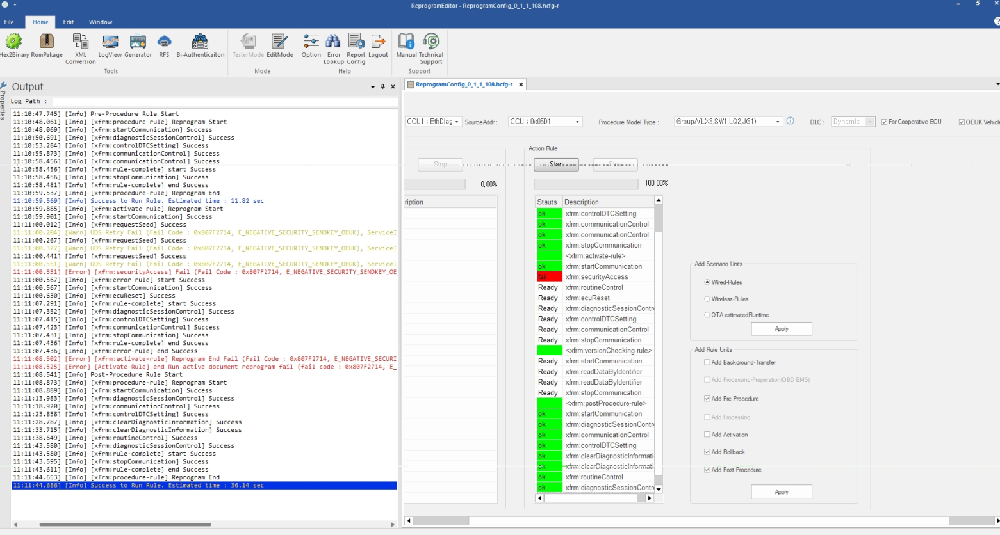 ReprogramEditor - ReprogramConfig_0_1_1_108.hcfg-r
File Home Edit Window
Hex2Binary RomPakage XML Conversion LogView Generator RFS Bi-Authenticaiton TesterMode EditMode Option Error Lookup Report Config Logout Manual Technical Support
Tools Mode Help Support
Properties
Output
Log Path :
11:10:47.745] [Info] Pre-Procedure Rule Start
11:10:48.061] [Info] [xfrm:procedure-rule] Reprogram Start
11:10:48.069] [Info] [xfrm:startCommunication] Success
11:10:50.691] [Info] [xfrm:diagnosticSessionControl] Success
11:10:53.284] [Info] [xfrm:controlDTCSetting] Success
11:10:55.873] [Info] [xfrm:communicationControl] Success
11:10:58.456] [Info] [xfrm:communicationControl] Success
11:10:58.456] [Info] [xfrm:rule-complete] start Success
11:10:58.456] [Info] [xfrm:stopCommunication] Success
11:10:58.481] [Info] [xfrm:rule-complete] end Success
11:10:59.537] [Info] [xfrm:procedure-rule] Reprogram End
11:10:59.569] [Info] Success to Run Rule. Estimated time : 11.82 sec
11:10:59.885] [Info] [xfrm:activate-rule] Reprogram Start
11:10:59.901] [Info] [xfrm:startCommunication] Success
11:11:00.012] [Info] [xfrm:requestSeed] Success
11:11:00.204] [Warn] UDS Retry Fail (Fail Code : 0x807F2714, E_NEGATIVE_SECURITY_SENDKEY_OEUK), ServiceI
11:11:00.267] [Info] [xfrm:requestSeed] Success
11:11:00.377] [Warn] UDS Retry Fail (Fail Code : 0x807F2714, E_NEGATIVE_SECURITY_SENDKEY_OEUK), ServiceI
11:11:00.441] [Info] [xfrm:requestSeed] Success
11:11:00.551] [Warn] UDS Retry Fail (Fail Code : 0x807F2714, E_NEGATIVE_SECURITY_SENDKEY_OEUK), ServiceI
11:11:00.551] [Error] [xfrm:securityAccess] Fail (Fail Code : 0x807F2714, E_NEGATIVE_SECURITY_SENDKEY_OE
11:11:00.567] [Info] [xfrm:error-rule] start Success
11:11:00.567] [Info] [xfrm:startCommunication] Success
11:11:00.630] [Info] [xfrm:ecuReset] Success
11:11:07.291] [Info] [xfrm:rule-complete] start Success
11:11:07.352] [Info] [xfrm:diagnosticSessionControl] Success
11:11:07.415] [Info] [xfrm:controlDTCSetting] Success
11:11:07.423] [Info] [xfrm:communicationControl] Success
11:11:07.431] [Info] [xfrm:stopCommunication] Success
11:11:07.436] [Info] [xfrm:rule-complete] end Success
11:11:07.436] [Info] [xfrm:error-rule] end Success
11:11:08.502] [Error] [xfrm:activate-rule] Reprogram End Fail (Fail Code : 0x807F2714, E_NEGATIVE_SECURI
11:11:08.525] [Error] [Activate-Rule] end Run active document reprogram fail (fail code : 0x807F2714, E_
11:11:08.541] [Info] Post-Procedure Rule Start
11:11:08.873] [Info] [xfrm:procedure-rule] Reprogram Start
11:11:08.889] [Info] [xfrm:startCommunication] Success
11:11:13.983] [Info] [xfrm:diagnosticSessionControl] Success
11:11:18.920] [Info] [xfrm:communicationControl] Success
11:11:23.858] [Info] [xfrm:controlDTCSetting] Success
11:11:28.787] [Info] [xfrm:clearDiagnosticInformation] Success
11:11:33.715] [Info] [xfrm:clearDiagnosticInformation] Success
11:11:38.649] [Info] [xfrm:routineControl] Success
11:11:43.580] [Info] [xfrm:diagnosticSessionControl] Success
11:11:43.580] [Info] [xfrm:rule-complete] start Success
11:11:43.595] [Info] [xfrm:stopCommunication] Success
11:11:43.611] [Info] [xfrm:rule-complete] end Success
11:11:44.653] [Info] [xfrm:procedure-rule] Reprogram End
11:11:44.686] [Info] Success to Run Rule. Estimated time : 36.14 sec
ReprogramConfig_0_1_1_108.hcfg-r
CCU1 : EthDiag SourceAddr : CCU : 0x05D1 Procedure Model Type : GroupA(LX3,SW1,LQ2,JG1) DLC : Dynamic For Cooperative ECU OEUK Vehicle
Stop
0,00%
ription
Action Rule
Start Stop
100,00%
Stauts Description
ok xfrm:controlDTCSetting
ok xfrm:communicationControl
ok xfrm:communicationControl
ok xfrm:stopCommunication
<xfrm:activate-rule>
ok xfrm:startCommunication
fail xfrm:securityAccess
Ready xfrm:routineControl
Ready xfrm:ecuReset
Ready xfrm:diagnosticSessionContr
Ready xfrm:controlDTCSetting
Ready xfrm:communicationControl
Ready xfrm:stopCommunication
<xfrm:versionChecking-rule>
Ready xfrm:startCommunication
Ready xfrm:readDataByIdentifier
Ready xfrm:readDataByIdentifier
Ready xfrm:stopCommunication
<xfrm:postProcedure-rule>
ok xfrm:startCommunication
ok xfrm:diagnosticSessionContr
ok xfrm:communicationControl
ok xfrm:controlDTCSetting
ok xfrm:clearDiagnosticInformati
ok xfrm:clearDiagnosticInformati
ok xfrm:routineControl
ok xfrm:diagnosticSessionContr
Add Scenario Units
Wired-Rules
Wireless-Rules
OTA-estimatedRuntime
Apply
Add Rule Units
Add Background-Transfer
Add Processing-Preperation(OBD EMS)
Add Pre Procedure
Add Processing
Add Activation
Add Rollback
Add Post Procedure
Apply